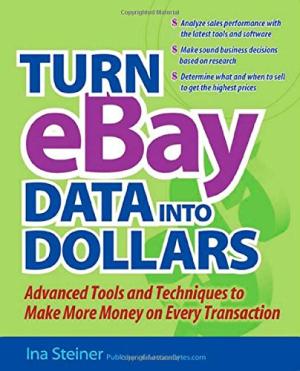 $ Analyze sales performance with
the latest tools and software
$ Make sound business decisions
based on research
$ Determine what and when to sell
to get the highest prices
TURN
eBay
DATA INTO
DOLLARS
Advanced Tools and Techniques to
Make More Money on Every Transaction
Ina Steiner